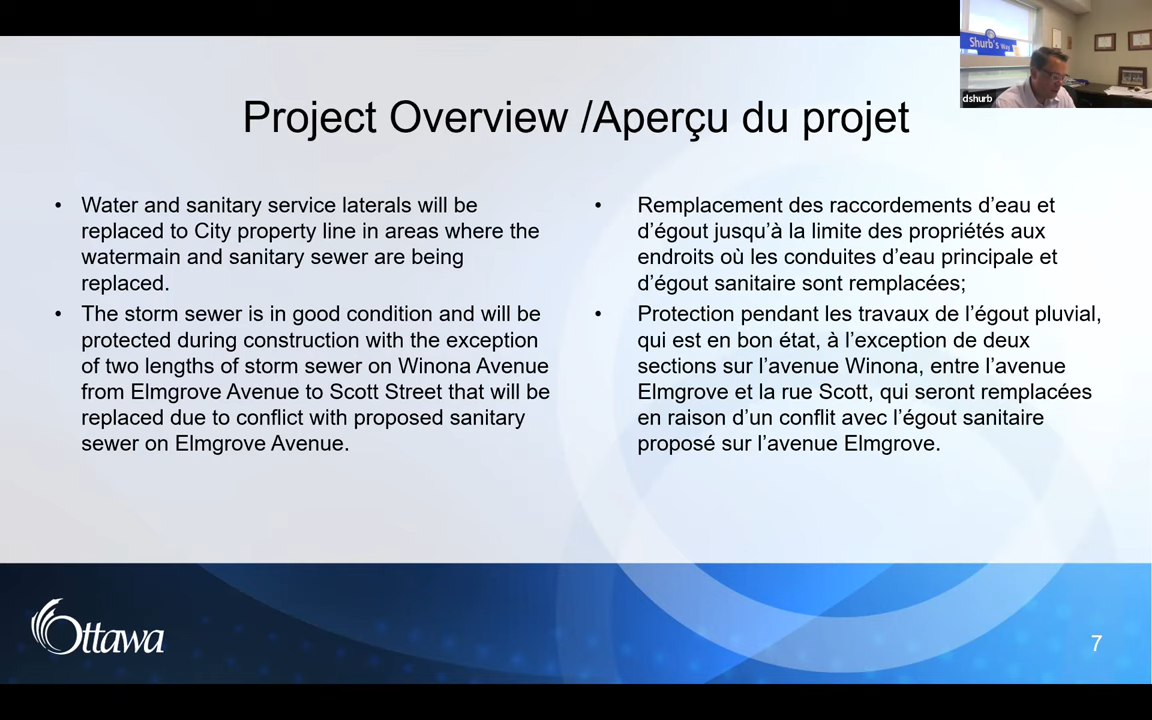 Shurb's Way
dshurb
Project Overview /Aperçu du projet
• Water and sanitary service laterals will be
replaced to City property line in areas where the
watermain and sanitary sewer are being
replaced.
• The storm sewer is in good condition and will be
protected during construction with the exception
of two lengths of storm sewer on Winona Avenue
from Elmgrove Avenue to Scott Street that will be
replaced due to conflict with proposed sanitary
sewer on Elmgrove Avenue.
• Remplacement des raccordements d’eau et
d’égout jusqu’à la limite des propriétés aux
endroits où les conduites d’eau principale et
d’égout sanitaire sont remplacées;
• Protection pendant les travaux de l’égout pluvial,
qui est en bon état, à l’exception de deux
sections sur l’avenue Winona, entre l’avenue
Elmgrove et la rue Scott, qui seront remplacées
en raison d’un conflit avec l’égout sanitaire
proposé sur l’avenue Elmgrove.
Ottawa
7